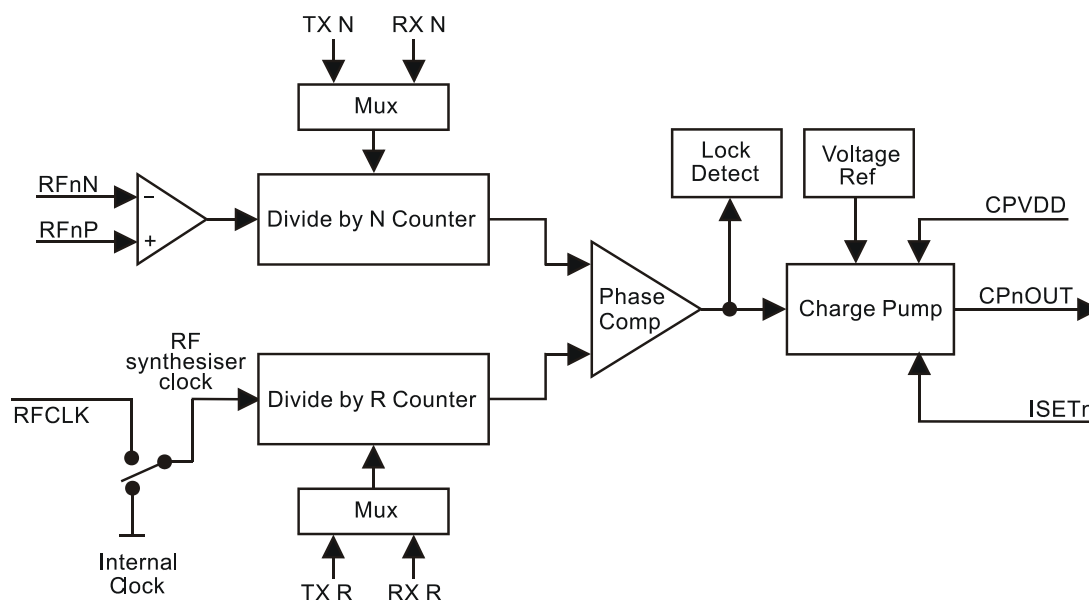 TX N
RX N
Mux
RFnN
−
RFnP
+
Divide by N Counter
Lock
Detect
Voltage
Ref
CPVDD
Phase
Comp
Charge Pump
CPnOUT
RF
synthesiser
clock
RFCLK
Divide by R Counter
ISETn
Mux
Internal
Clock
TX R
RX R